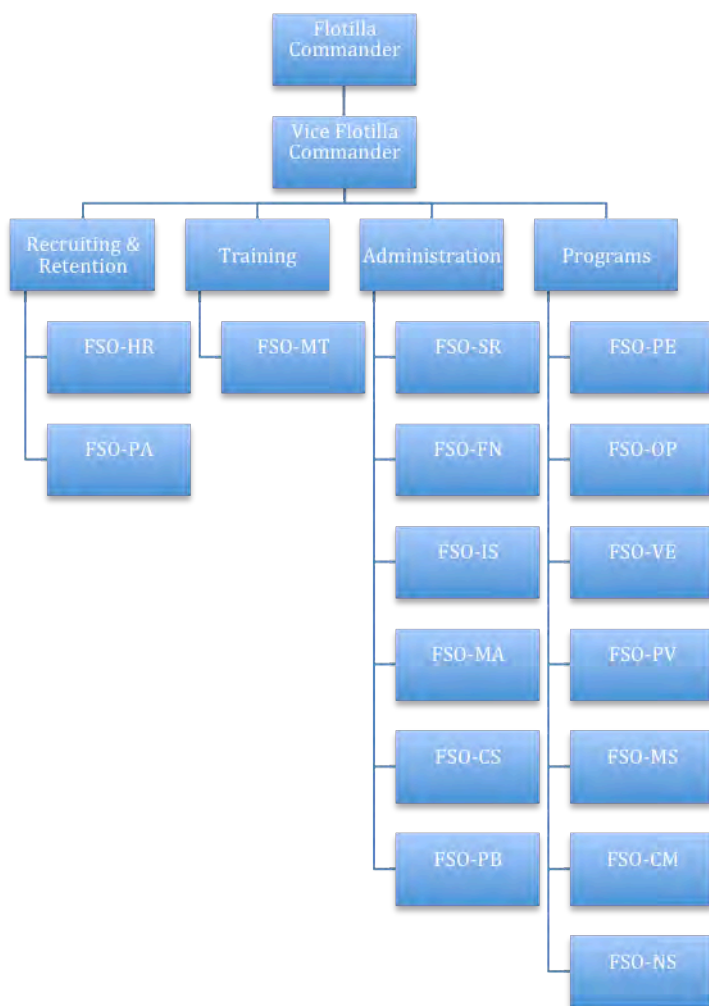 Flotilla
Commander
Vice Flotilla
Commander
Recruiting &
Retention
Training
Administration
Programs
FSO-HR
FSO-MT
FSO-SR
FSO-PE
FSO-PA
FSO-FN
FSO-OP
FSO-IS
FSO-VE
FSO-MA
FSO-PV
FSO-CS
FSO-MS
FSO-PB
FSO-CM
FSO-NS